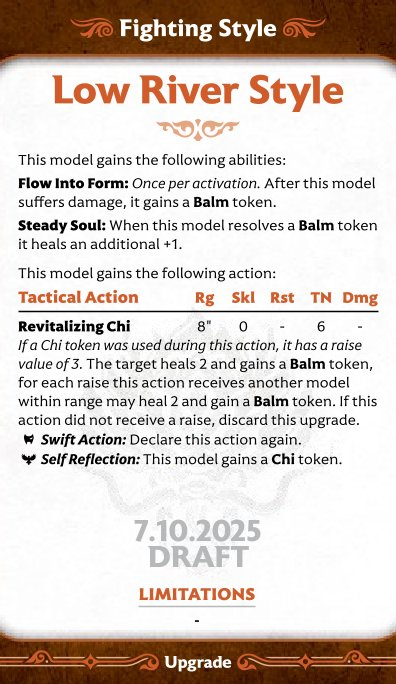 Fighting Style
Low River Style
This model gains the following abilities:
Flow Into Form: Once per activation. After this model
suffers damage, it gains a Balm token.
Steady Soul: When this model resolves a Balm token
it heals an additional +1.
This model gains the following action:
Tactical Action Rg Skl Rst TN Dmg
Revitalizing Chi 8" 0 - 6 -
If a Chi token was used during this action, it has a raise
value of 3. The target heals 2 and gains a Balm token,
for each raise this action receives another model
within range may heal 2 and gain a Balm token. If this
action did not receive a raise, discard this upgrade.
Swift Action: Declare this action again.
Self Reflection: This model gains a Chi token.
7.10.2025
DRAFT
LIMITATIONS
-
Upgrade